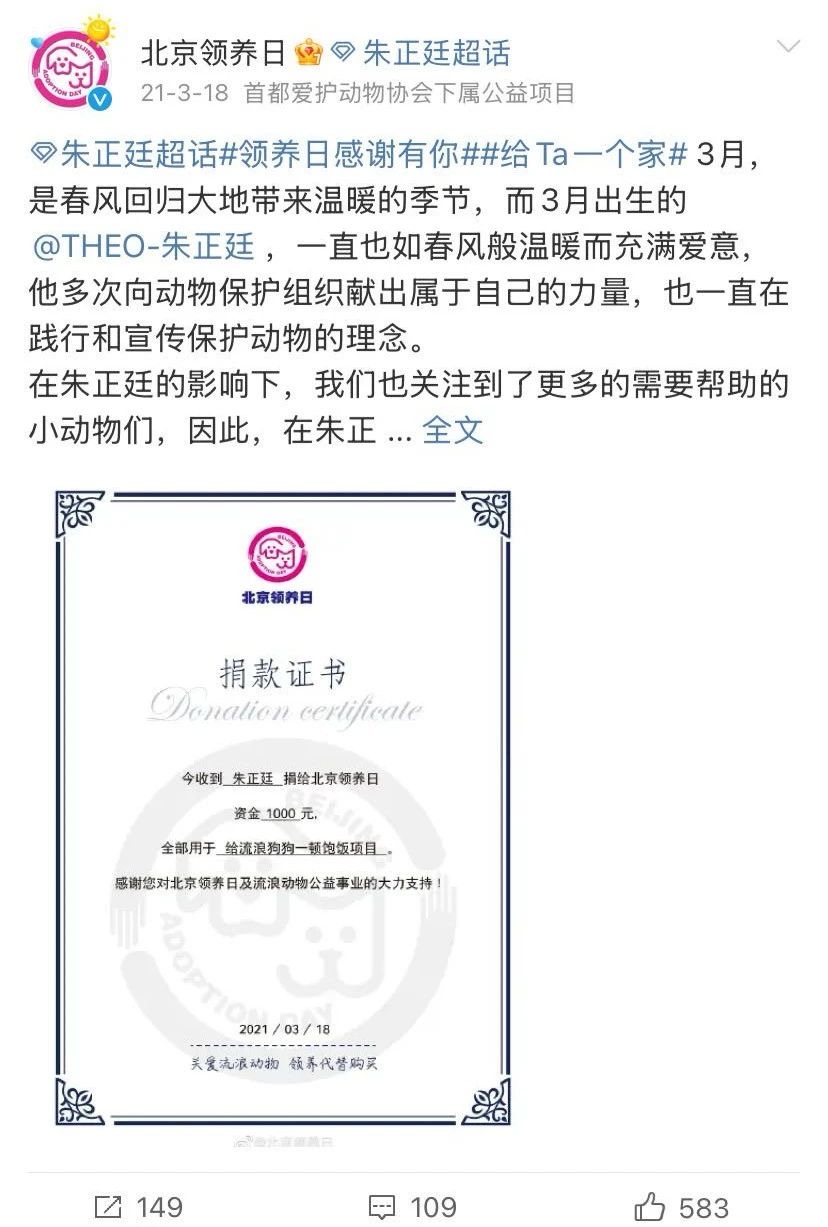 北京领养日 朱正廷超话
21-3-18 首都爱护动物协会下属公益项目
朱正廷超话#领养日感谢有你##给Ta一个家# 3月，
是春风回归大地带来温暖的季节，而3月出生的
@THEO-朱正廷 ，一直也如春风般温暖而充满爱意，
他多次向动物保护组织献出属于自己的力量，也一直在
践行和宣传保护动物的理念。
在朱正廷的影响下，我们也关注到了更多的需要帮助的
小动物们，因此，在朱正 ... 全文
BEIJING
ADOPTION DAY
北京领养日
捐款证书
Donation certificate
今收到 朱正廷 捐给北京领养日
资金 1000 元,
全部用于 给流浪狗狗一顿饱饭项目 。
感谢您对北京领养日及流浪动物公益事业的大力支持！
BEIJING
ADOPTION DAY
2021 / 03 / 18
关爱流浪动物 领养代替购买
@北京领养日
149 109 583